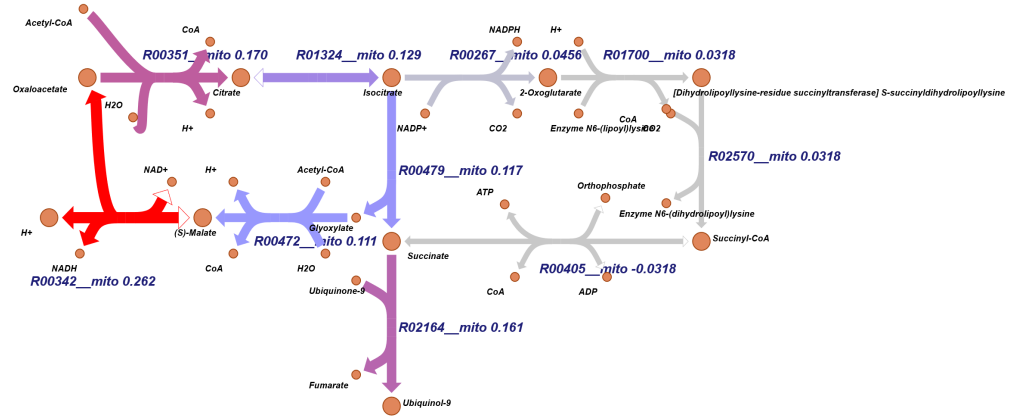 Acetyl-CoA
CoA
NADPH
H+
R00351__mito 0.170
R01324__mito 0.129
R00267__mito 0.0456
R01700__mito 0.0318
Oxaloacetate
Citrate
Isocitrate
2-Oxoglutarate
[Dihydrolipoyllysine-residue succinyltransferase] S-succinyldihydrolipoyllysine
H2O
H+
NADP+
CO2
Enzyme N6-(lipoyl)lysine
CoA
CO2
R02570__mito 0.0318
NAD+
H+
Acetyl-CoA
R00479__mito 0.117
ATP
Orthophosphate
Enzyme N6-(dihydrolipoyl)lysine
H+
(S)-Malate
Glyoxylate
R00472__mito 0.111
Succinate
Succinyl-CoA
NADH
CoA
H2O
R00405__mito -0.0318
R00342__mito 0.262
Ubiquinone-9
CoA
ADP
R02164__mito 0.161
Fumarate
Ubiquinol-9